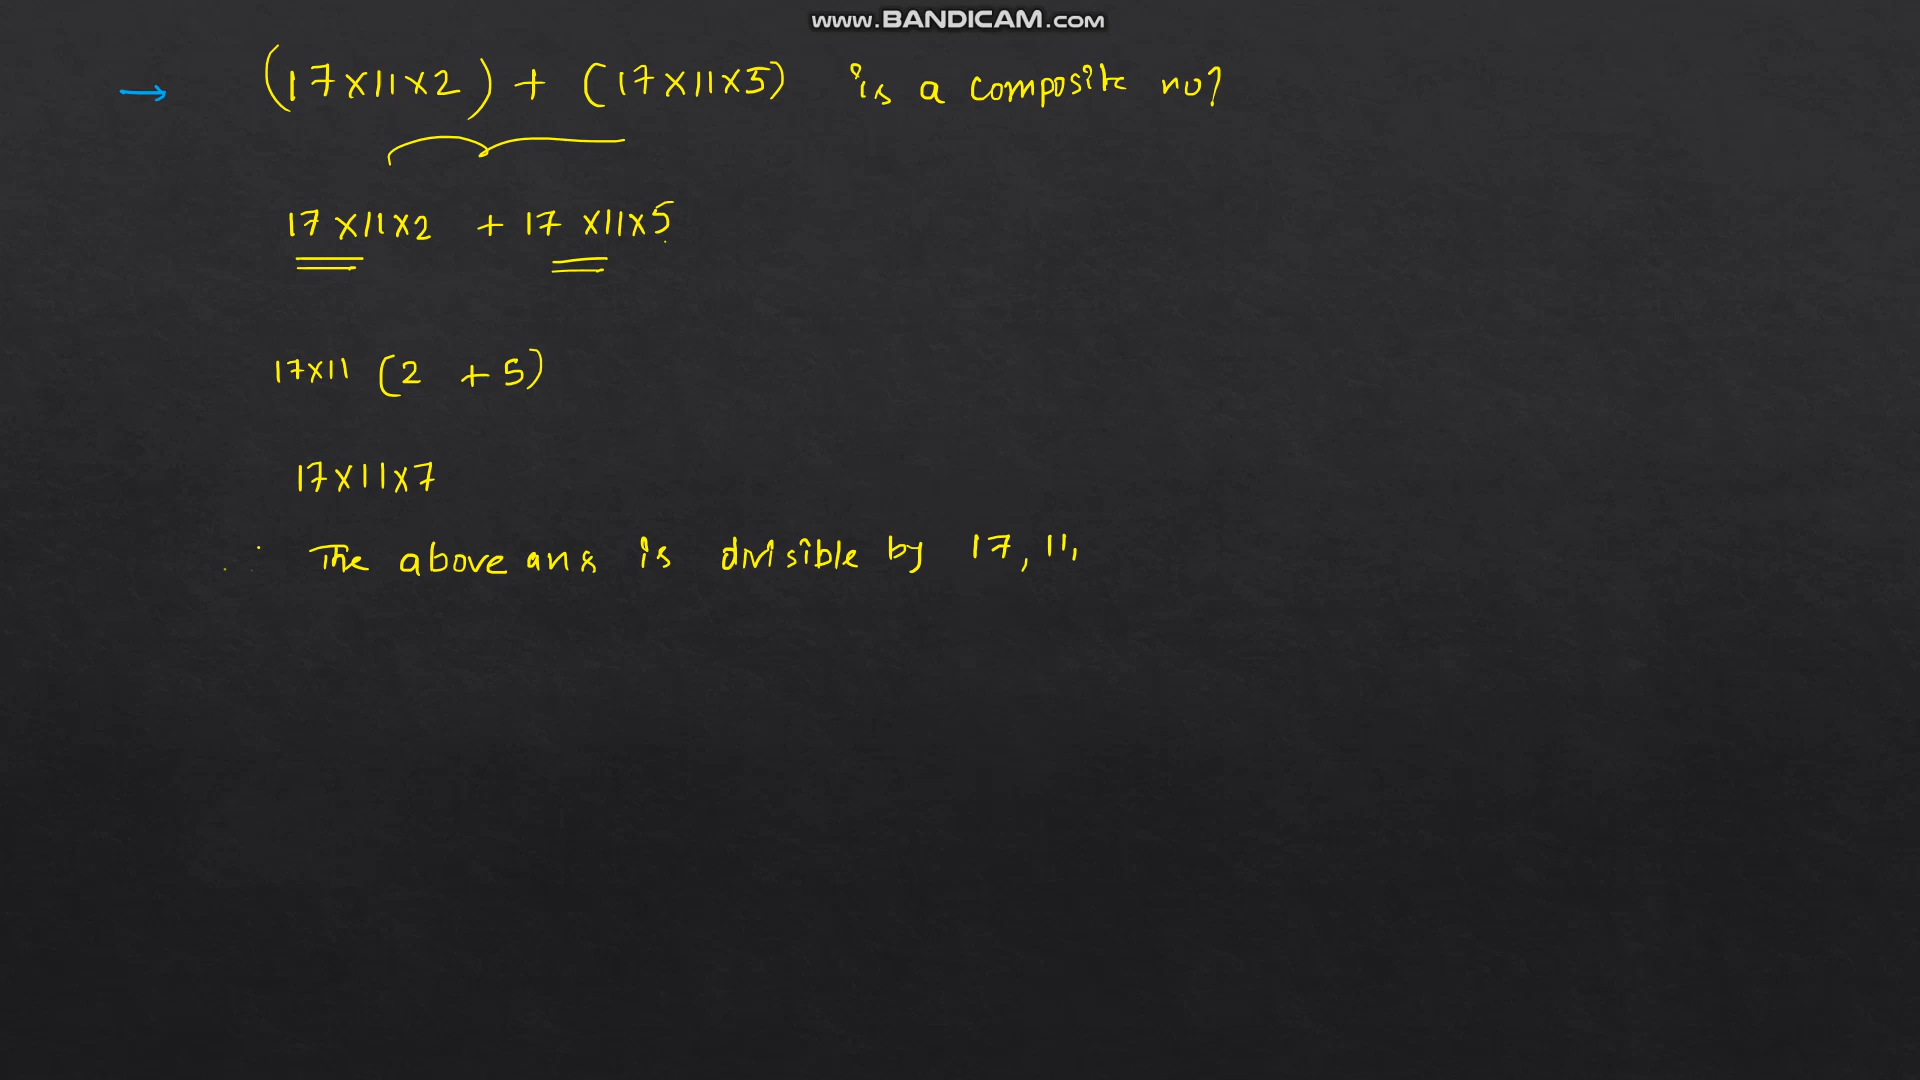 www.BANDICAM.com
→ (17×11×2) + (17×11×5) is a composite no?
17×11×2 + 17×11×5
17×11 (2 + 5)
17×11×7
∴ The above ans is divisible by 17, 11,